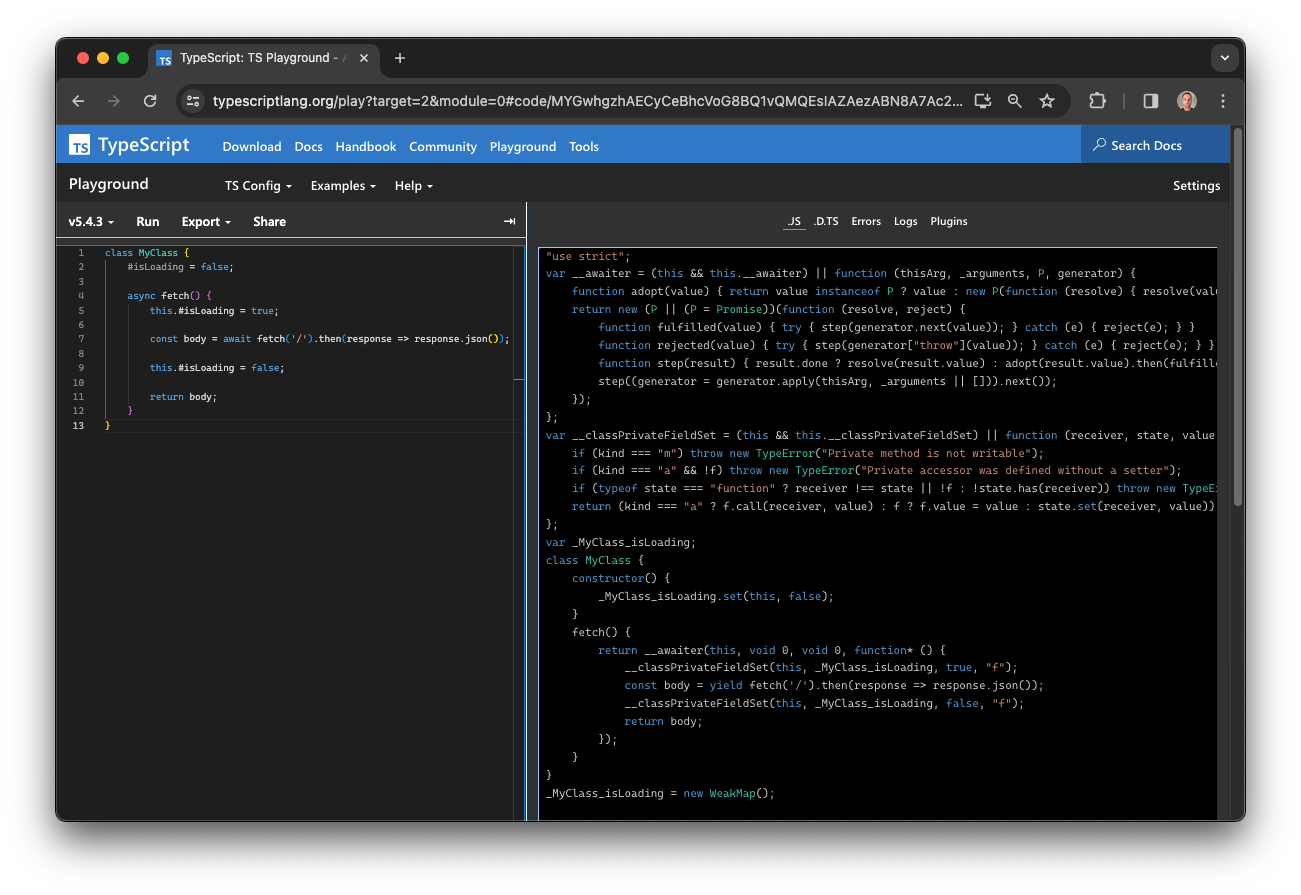 TypeScript: TS Playground - A
typescriptlang.org/play?target=2&module=0#code/MYGwhgzhAECyCeBhcVoG8BQ1vQMQEsIAZAezABN8A7Ac2...
TS TypeScript Download Docs Handbook Community Playground Tools Search Docs
Playground TS Config Examples Help Settings
v5.4.3 Run Export Share
.JS .D.TS Errors Logs Plugins
1 class MyClass {
2 #isLoading = false;
3
4 async fetch() {
5 this.#isLoading = true;
6
7 const body = await fetch('/').then(response => response.json());
8
9 this.#isLoading = false;
10
11 return body;
12 }
13 }
"use strict";
var __awaiter = (this && this.__awaiter) || function (thisArg, _arguments, P, generator) {
function adopt(value) { return value instanceof P ? value : new P(function (resolve) { resolve(valu
return new (P || (P = Promise))(function (resolve, reject) {
function fulfilled(value) { try { step(generator.next(value)); } catch (e) { reject(e); } }
function rejected(value) { try { step(generator["throw"](value)); } catch (e) { reject(e); } }
function step(result) { result.done ? resolve(result.value) : adopt(result.value).then(fulfille
step((generator = generator.apply(thisArg, _arguments || [])).next());
});
};
var __classPrivateFieldSet = (this && this.__classPrivateFieldSet) || function (receiver, state, value
if (kind === "m") throw new TypeError("Private method is not writable");
if (kind === "a" && !f) throw new TypeError("Private accessor was defined without a setter");
if (typeof state === "function" ? receiver !== state || !f : !state.has(receiver)) throw new TypeE
return (kind === "a" ? f.call(receiver, value) : f ? f.value = value : state.set(receiver, value))
};
var _MyClass_isLoading;
class MyClass {
constructor() {
_MyClass_isLoading.set(this, false);
}
fetch() {
return __awaiter(this, void 0, void 0, function* () {
__classPrivateFieldSet(this, _MyClass_isLoading, true, "f");
const body = yield fetch('/').then(response => response.json());
__classPrivateFieldSet(this, _MyClass_isLoading, false, "f");
return body;
});
}
}
_MyClass_isLoading = new WeakMap();